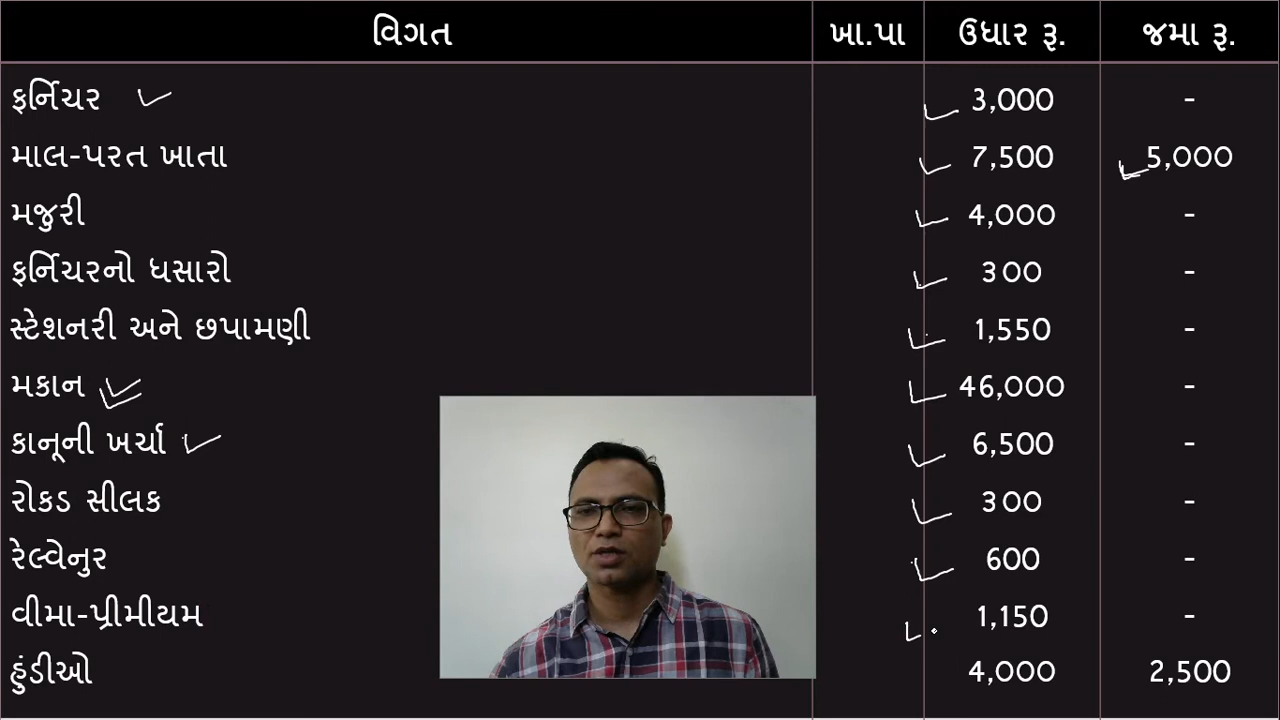 વિગત ખા.પા ઉધાર રૂ. જમા રૂ.
ફર્નિચર 3,000 -
માલ-પરત ખાતા 7,500 5,000
મજુરી 4,000 -
ફર્નિચરનો ધસારો 300 -
સ્ટેશનરી અને છપામણી 1,550 -
મકાન 46,000 -
કાનૂની ખર્ચા 6,500 -
રોકડ સીલક 300 -
રેલ્વેનુર 600 -
વીમા-પ્રીમીયમ 1,150 -
હુંડીઓ 4,000 2,500